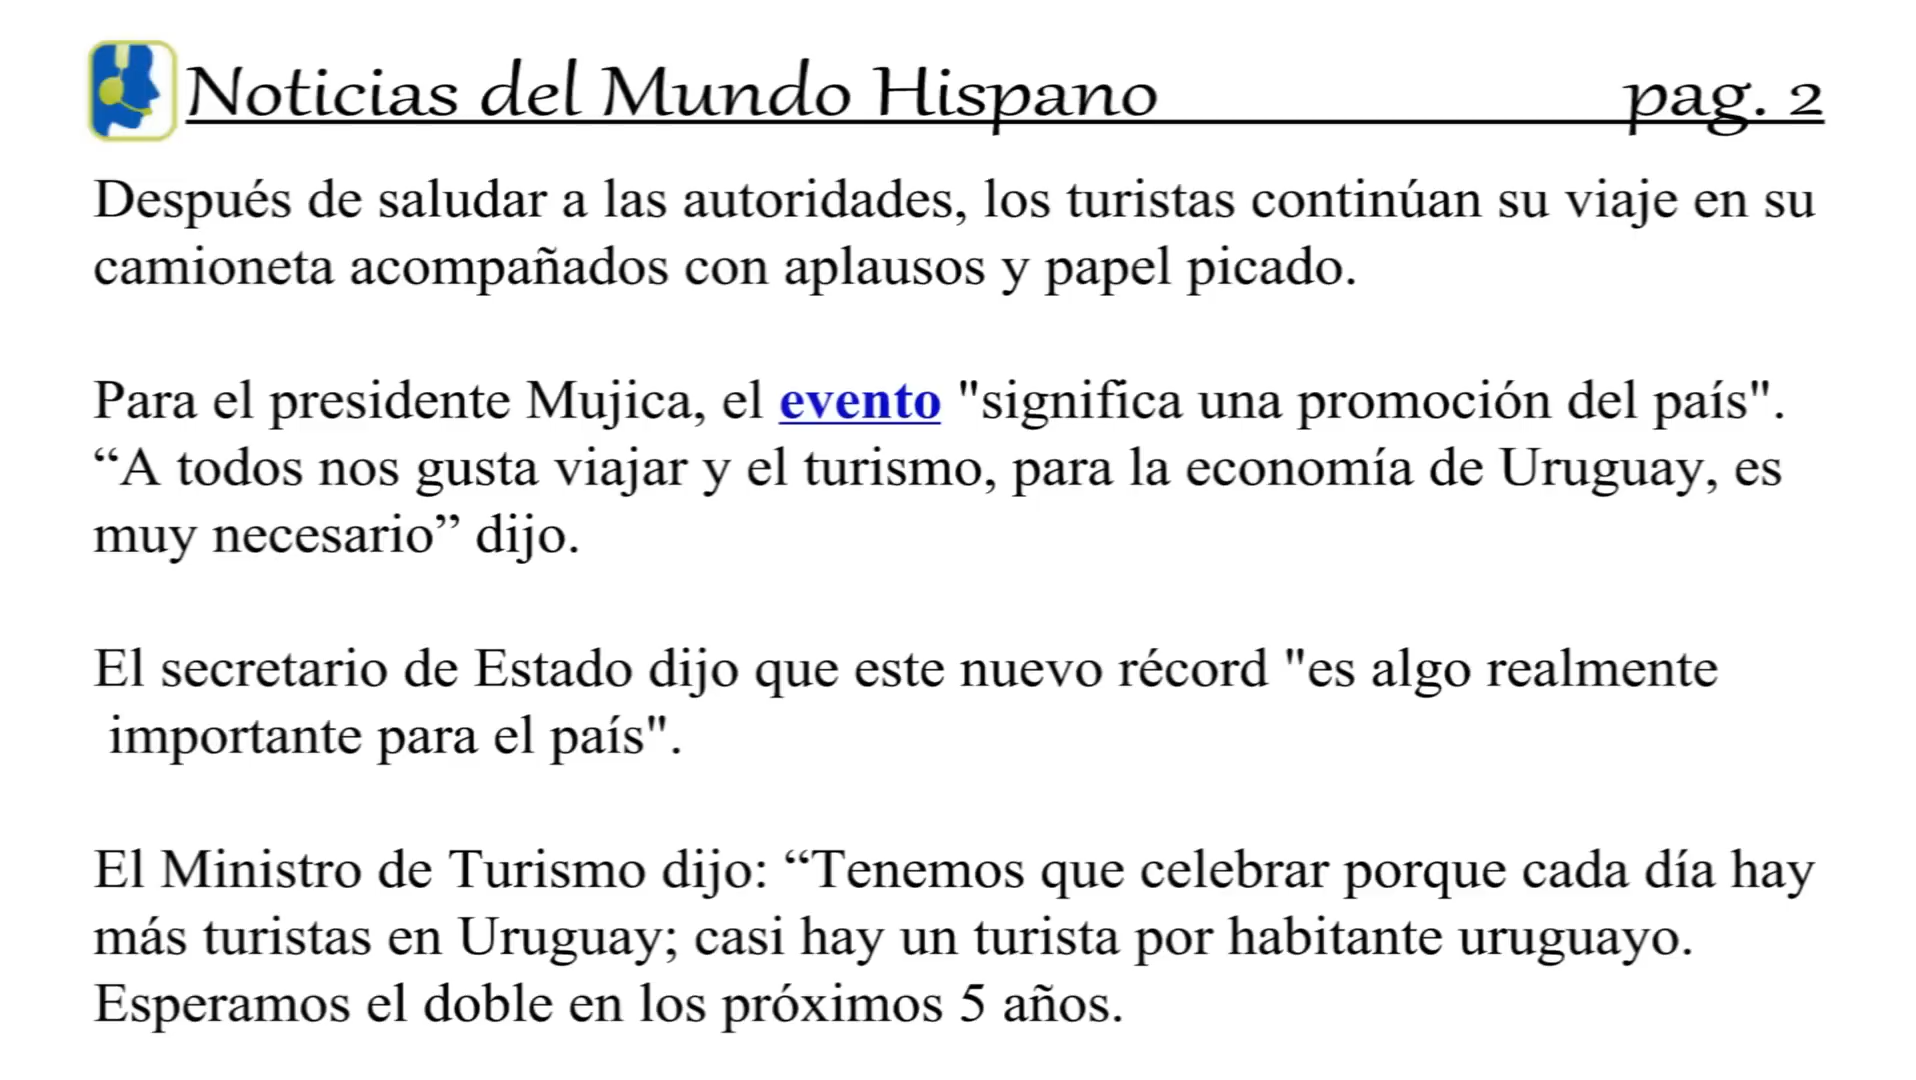 Noticias del Mundo Hispano pag. 2
Después de saludar a las autoridades, los turistas continúan su viaje en su
camioneta acompañados con aplausos y papel picado.
Para el presidente Mujica, el evento "significa una promoción del país".
“A todos nos gusta viajar y el turismo, para la economía de Uruguay, es
muy necesario” dijo.
El secretario de Estado dijo que este nuevo récord "es algo realmente
importante para el país".
El Ministro de Turismo dijo: “Tenemos que celebrar porque cada día hay
más turistas en Uruguay; casi hay un turista por habitante uruguayo.
Esperamos el doble en los próximos 5 años.